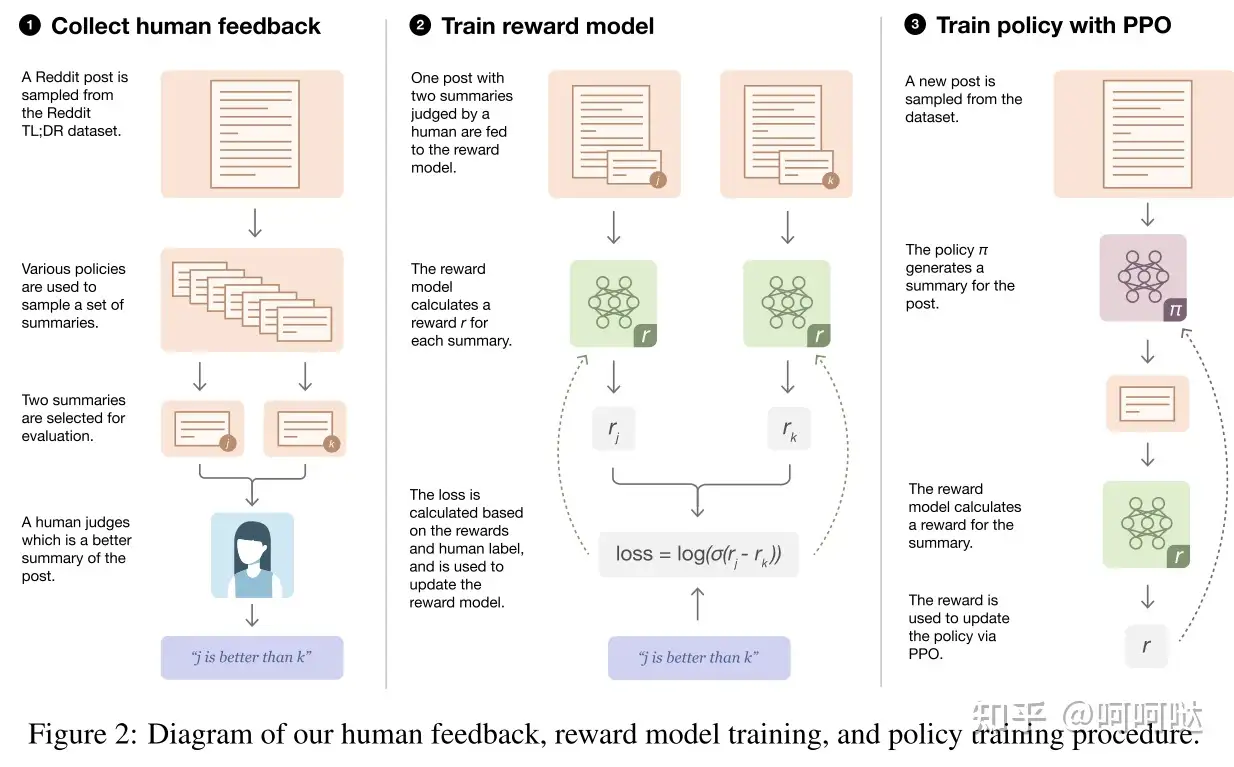 1 Collect human feedback
A Reddit post is
sampled from
the Reddit
TL;DR dataset.
Various policies
are used to
sample a set of
summaries.
Two summaries
are selected for
evaluation.
j
k
A human judges
which is a better
summary of the
post.
“j is better than k”
2 Train reward model
One post with
two summaries
judged by a
human are fed
to the reward
model.
j
k
The reward
model
calculates a
reward r for
each summary.
r
r
rj
rk
The loss is
calculated based
on the rewards
and human label,
and is used to
update the
reward model.
loss = log(σ(rj - rk))
“j is better than k”
3 Train policy with PPO
A new post is
sampled from the
dataset.
The policy π
generates a
summary for the
post.
π
The reward
model calculates
a reward for the
summary.
r
The reward is
used to update
the policy via
PPO.
r
Figure 2: Diagram of our human feedback, reward model training, and policy training procedure.
知乎 @呵呵哒